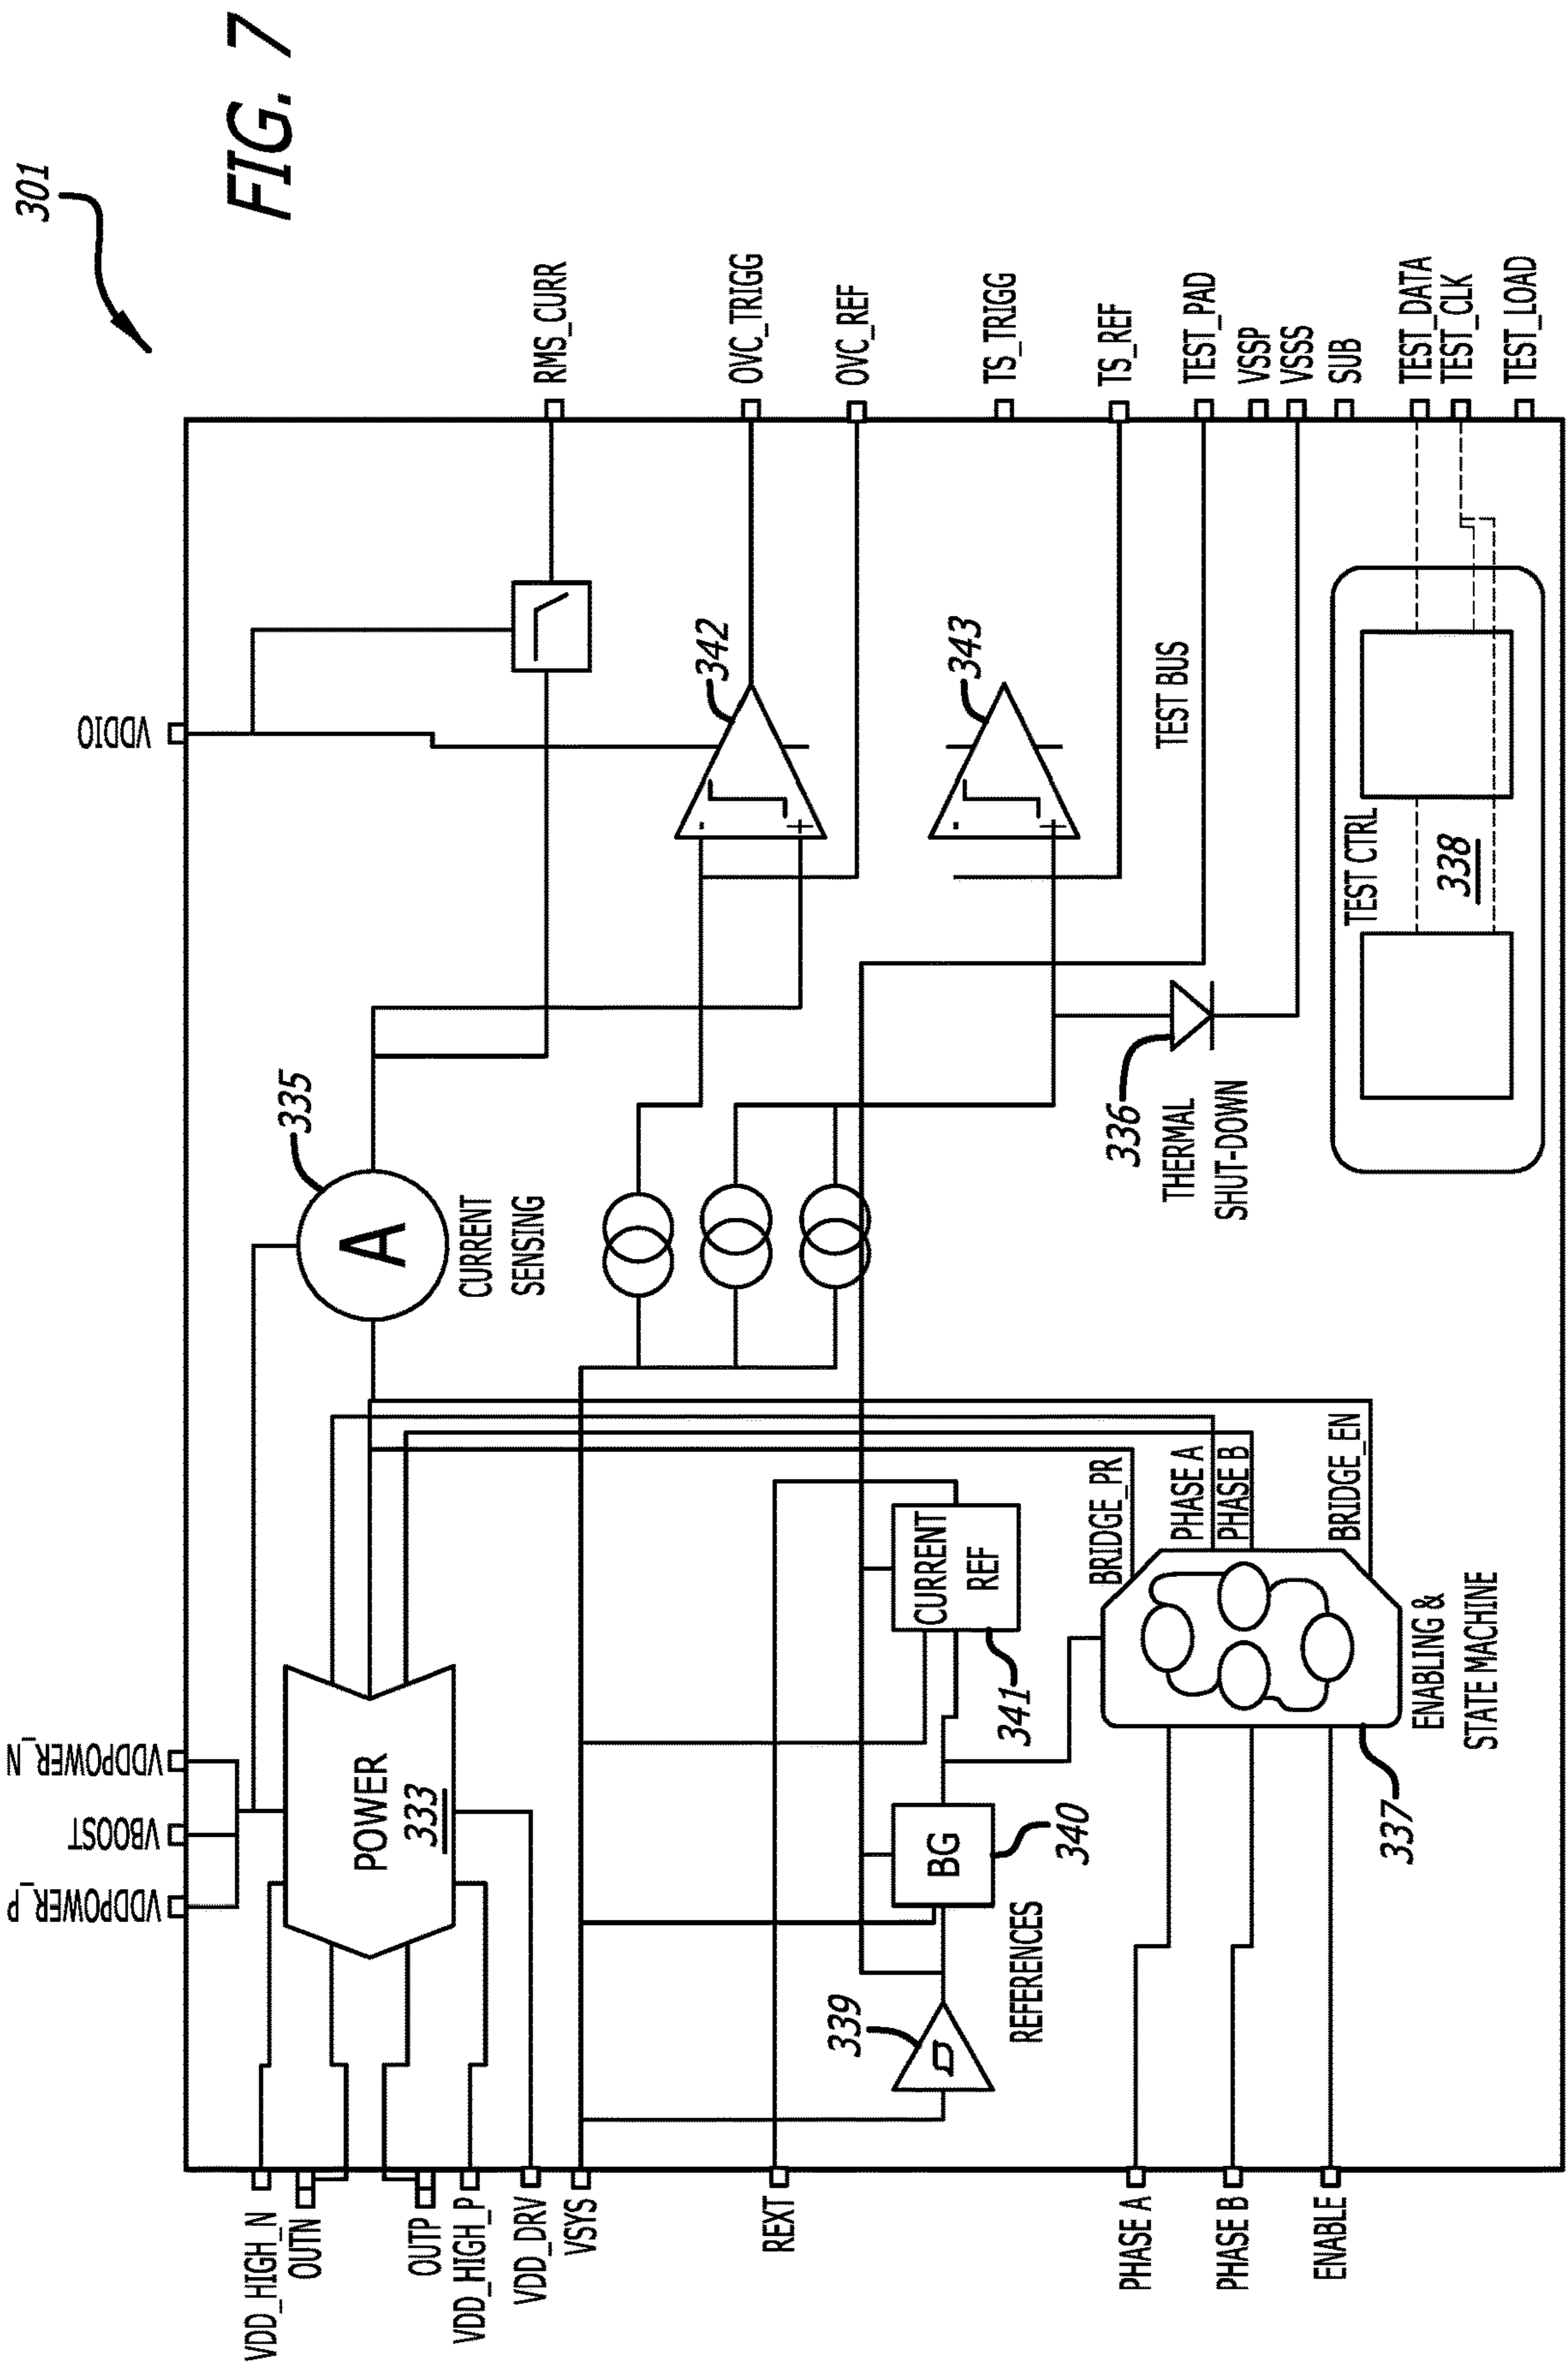 FIG. 7
301
VDDPOWER_P
VBOOST
VDDPOWER_N
VDDIO
VDD_HIGH_N
OUTN
OUTP
VDD_HIGH_P
VDD_DRV
VSYS
REXT
PHASE A
PHASE B
ENABLE
POWER
333
335
A
CURRENT
SENSING
339
BG
340
REFERENCES
CURRENT
REF
341
BRIDGE_PR
PHASE A
PHASE B
BRIDGE_EN
337
ENABLING &
STATE MACHINE
342
-
+
343
-
+
336
THERMAL
SHUT-DOWN
TEST BUS
TEST CTRL
338
RMS_CURR
OVC_TRIGG
OVC_REF
TS_TRIGG
TS_REF
TEST_PAD
VSSP
VSSS
SUB
TEST_DATA
TEST_CLK
TEST_LOAD